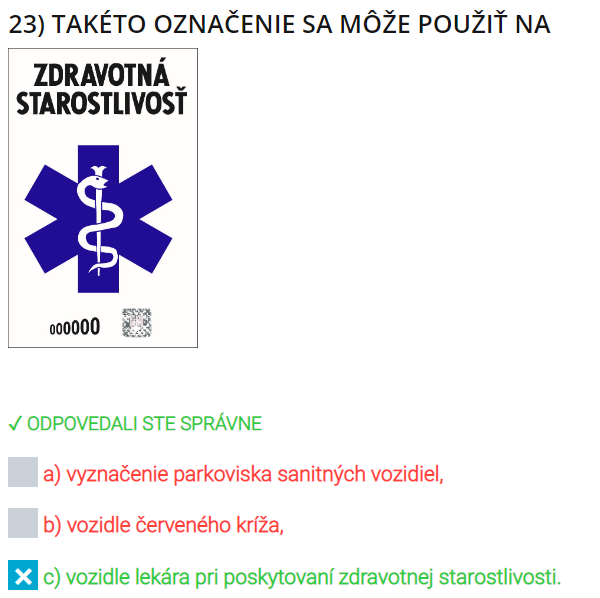 23) TAKÉTO OZNAČENIE SA MÔŽE POUŽIŤ NA
ZDRAVOTNÁ
STAROSTLIVOSŤ
000000
✓ ODPOVEDALI STE SPRÁVNE
a) vyznačenie parkoviska sanitných vozidiel,
b) vozidle červeného kríža,
c) vozidle lekára pri poskytovaní zdravotnej starostlivosti.